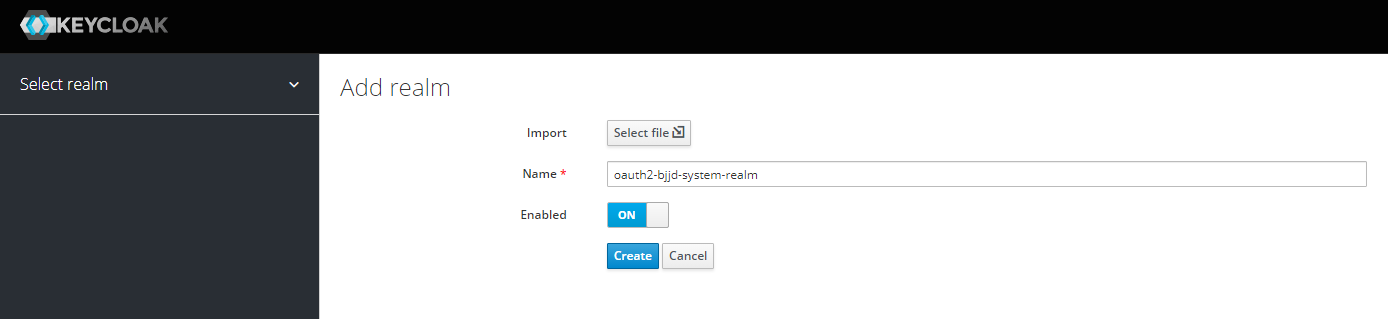 KEYCLOAK
Select realm
Add realm
Import Select file
Name * oauth2-bjjd-system-realm
Enabled ON
Create Cancel